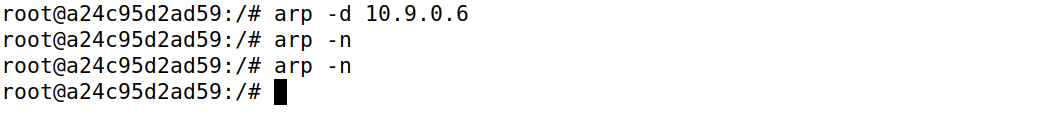 root@a24c95d2ad59:/# arp -d 10.9.0.6
root@a24c95d2ad59:/# arp -n
root@a24c95d2ad59:/# arp -n
root@a24c95d2ad59:/#